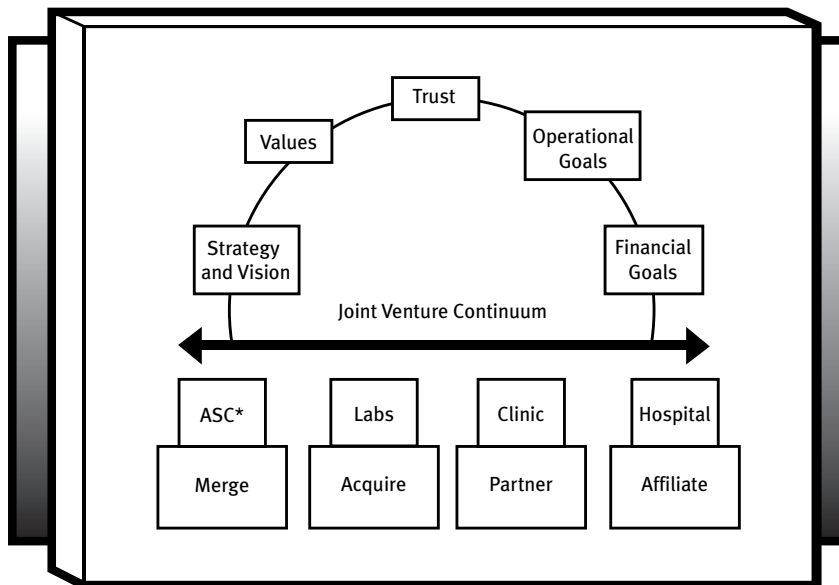 Trust
Values
Operational
Goals
Strategy
and Vision
Financial
Goals
Joint Venture Continuum
ASC*
Labs
Clinic
Hospital
Merge
Acquire
Partner
Affiliate